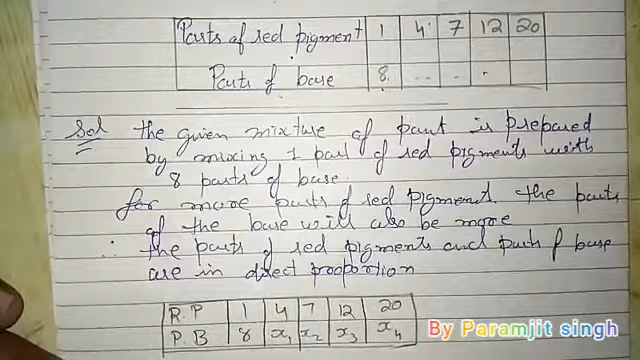 Parts of red pigment 1 4 7 12 20
Parts of base 8 .. . .
Sol the given mixture of paint is prepared
by mixing 1 part of red pigments with
8 parts of base.
for more parts of red pigment. the parts
of the base will also be more
∴ the parts of red pigments and parts of base
are in direct proportion
R.P 1 4 7 12 20
P.B 8 x1 x2 x3 x4
By Paramjit singh